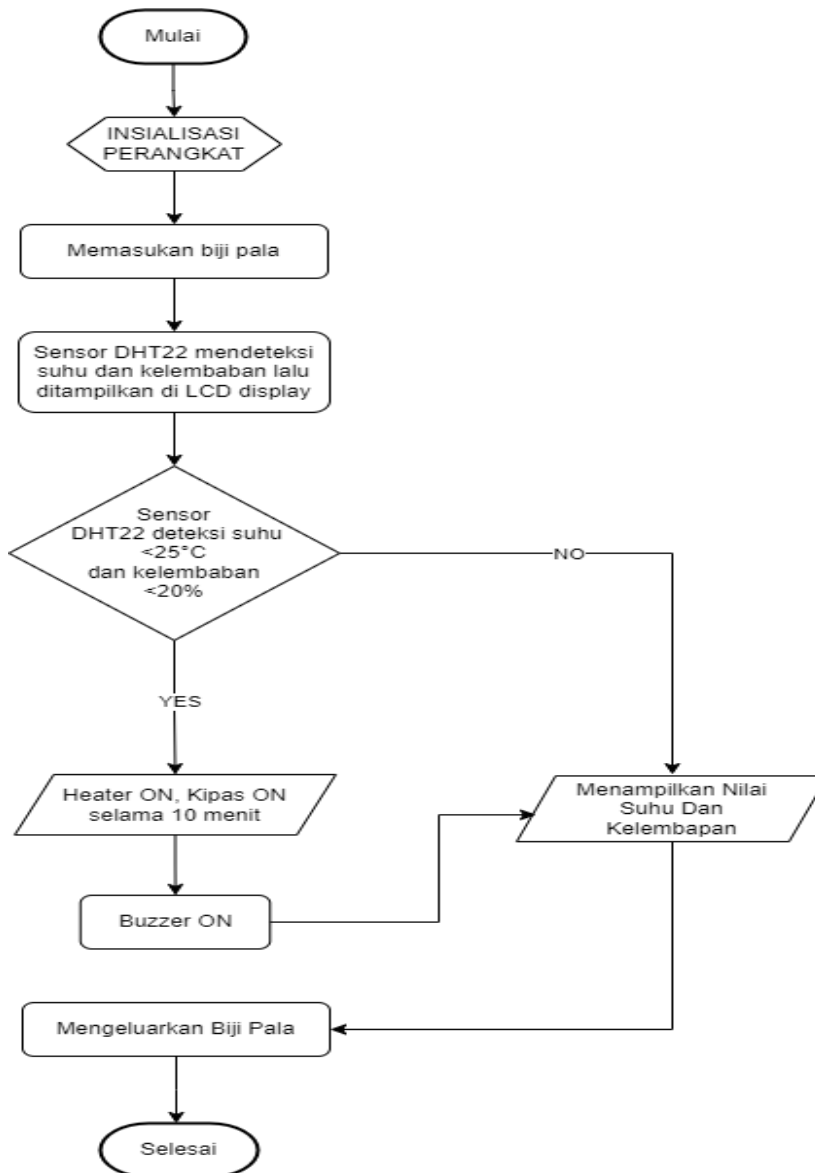 Mulai
INSIALISASI
PERANGKAT
Memasukan biji pala
Sensor DHT22 mendeteksi
suhu dan kelembaban lalu
ditampilkan di LCD display
Sensor
DHT22 deteksi suhu
<25°C
dan kelembaban
<20%
NO
YES
Heater ON, Kipas ON
selama 10 menit
Menampilkan Nilai
Suhu Dan
Kelembapan
Buzzer ON
Mengeluarkan Biji Pala
Selesai